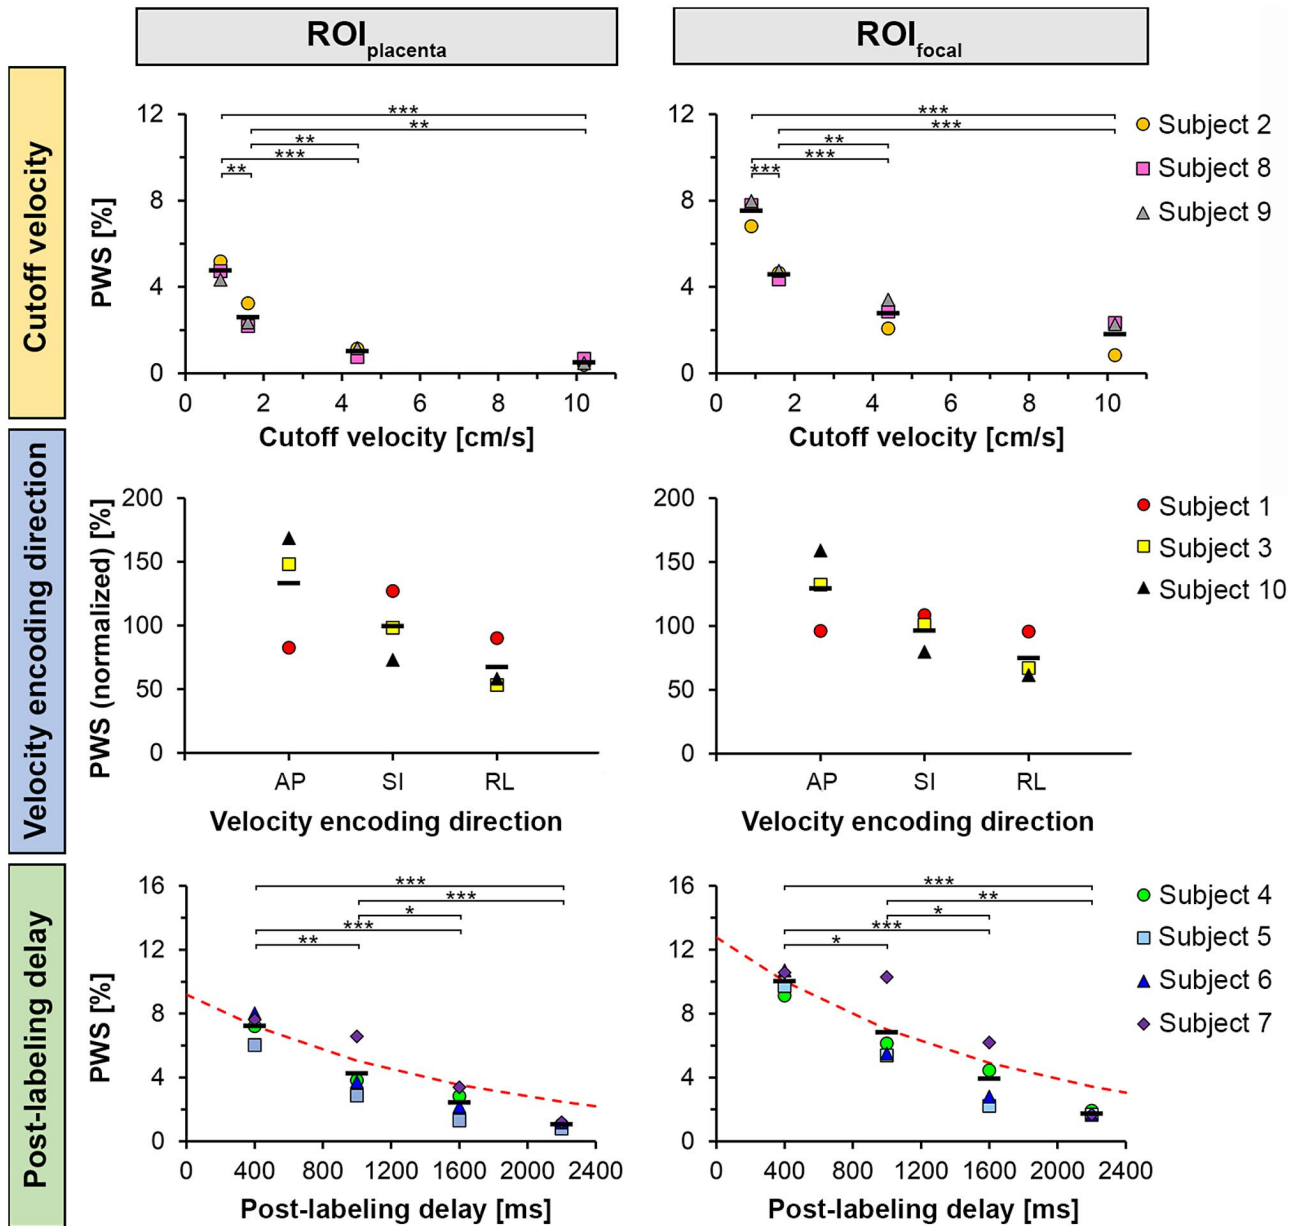 ROIplacenta
ROIfocal
Cutoff velocity
PWS [%]
12
8
4
0
***
**
**
***
**
0 2 4 6 8 10
Cutoff velocity [cm/s]
12
8
4
0
***
***
**
***
***
0 2 4 6 8 10
Cutoff velocity [cm/s]
Subject 2
Subject 8
Subject 9
Velocity encoding direction
PWS (normalized) [%]
200
150
100
50
0
AP SI RL
Velocity encoding direction
200
150
100
50
0
AP SI RL
Velocity encoding direction
Subject 1
Subject 3
Subject 10
Post-labeling delay
PWS [%]
16
12
8
4
0
***
***
*
***
**
0 400 800 1200 1600 2000 2400
Post-labeling delay [ms]
16
12
8
4
0
***
**
*
***
*
0 400 800 1200 1600 2000 2400
Post-labeling delay [ms]
Subject 4
Subject 5
Subject 6
Subject 7